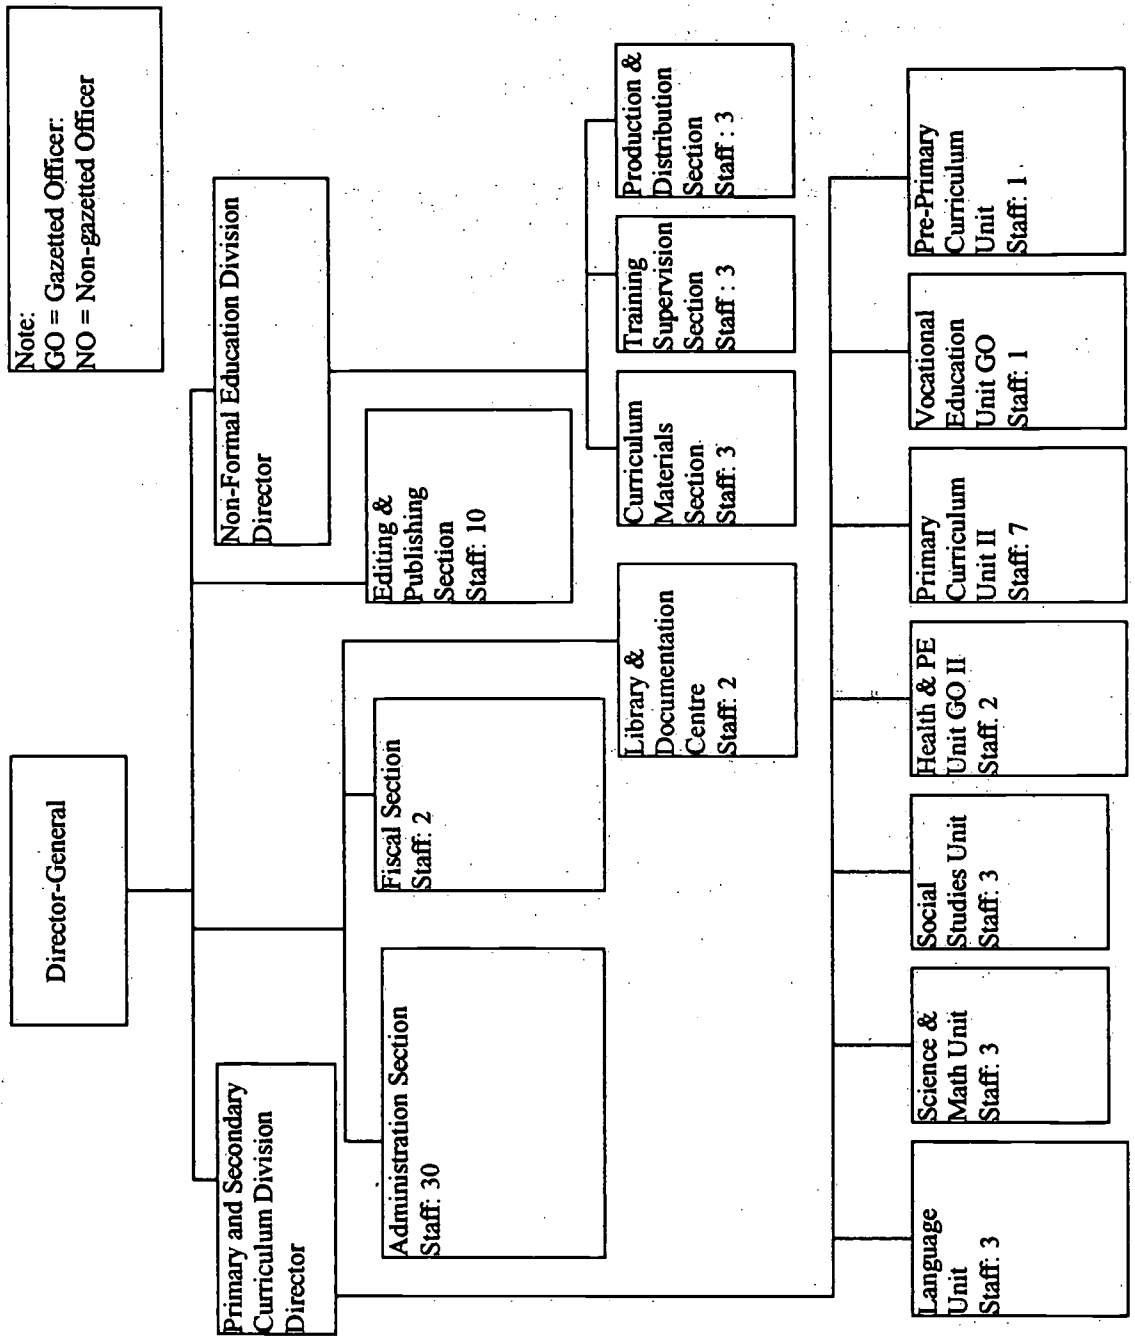 Note:
GO = Gazetted Officer:
NO = Non-gazetted Officer
Director-General
Primary and Secondary
Curriculum Division
Director
Non-Formal Education Division
Director
Administration Section
Staff: 30
Fiscal Section
Staff: 2
Editing &
Publishing
Section
Staff: 10
Library &
Documentation
Centre
Staff: 2
Curriculum
Materials
Section
Staff: 3
Training
Supervision
Section
Staff : 3
Production &
Distribution
Section
Staff : 3
Language
Unit
Staff: 3
Science &
Math Unit
Staff: 3
Social
Studies Unit
Staff: 3
Health & PE
Unit GO II
Staff: 2
Primary
Curriculum
Unit II
Staff: 7
Vocational
Education
Unit GO
Staff: 1
Pre-Primary
Curriculum
Unit
Staff: 1